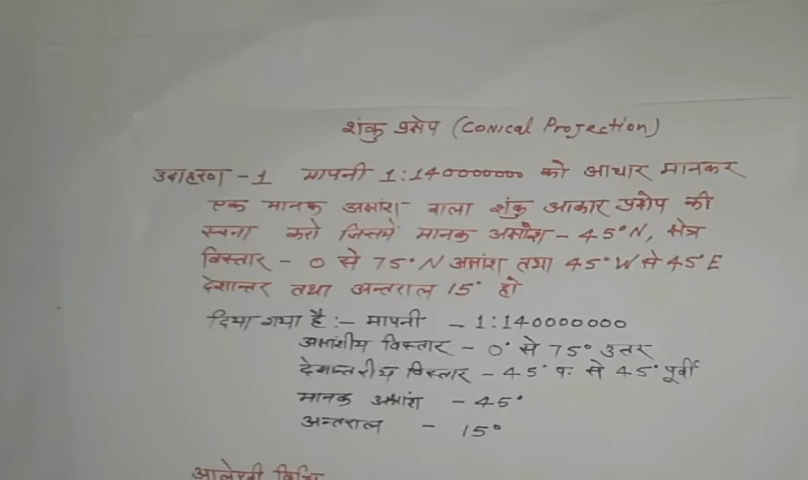 शंकु प्रक्षेप (Conical Projection)
उदाहरण - 1 मापनी 1:140000000 को आधार मानकर
एक मानक अक्षांश वाला शंकु आकार प्रक्षेप की
रचना करो जिसमें मानक अक्षांश - 45°N, क्षेत्र
विस्तार - 0 से 75°N अक्षांश तथा 45°W से 45°E
देशान्तर तथा अन्तराल 15° हो
दिया गया है :- मापनी - 1:140000000
अक्षांशीय विस्तार - 0° से 75° उत्तर
देशान्तरीय विस्तार - 45° प. से 45° पूर्वी
मानक अक्षांश - 45°
अन्तराल - 15°
आलेखी विधि